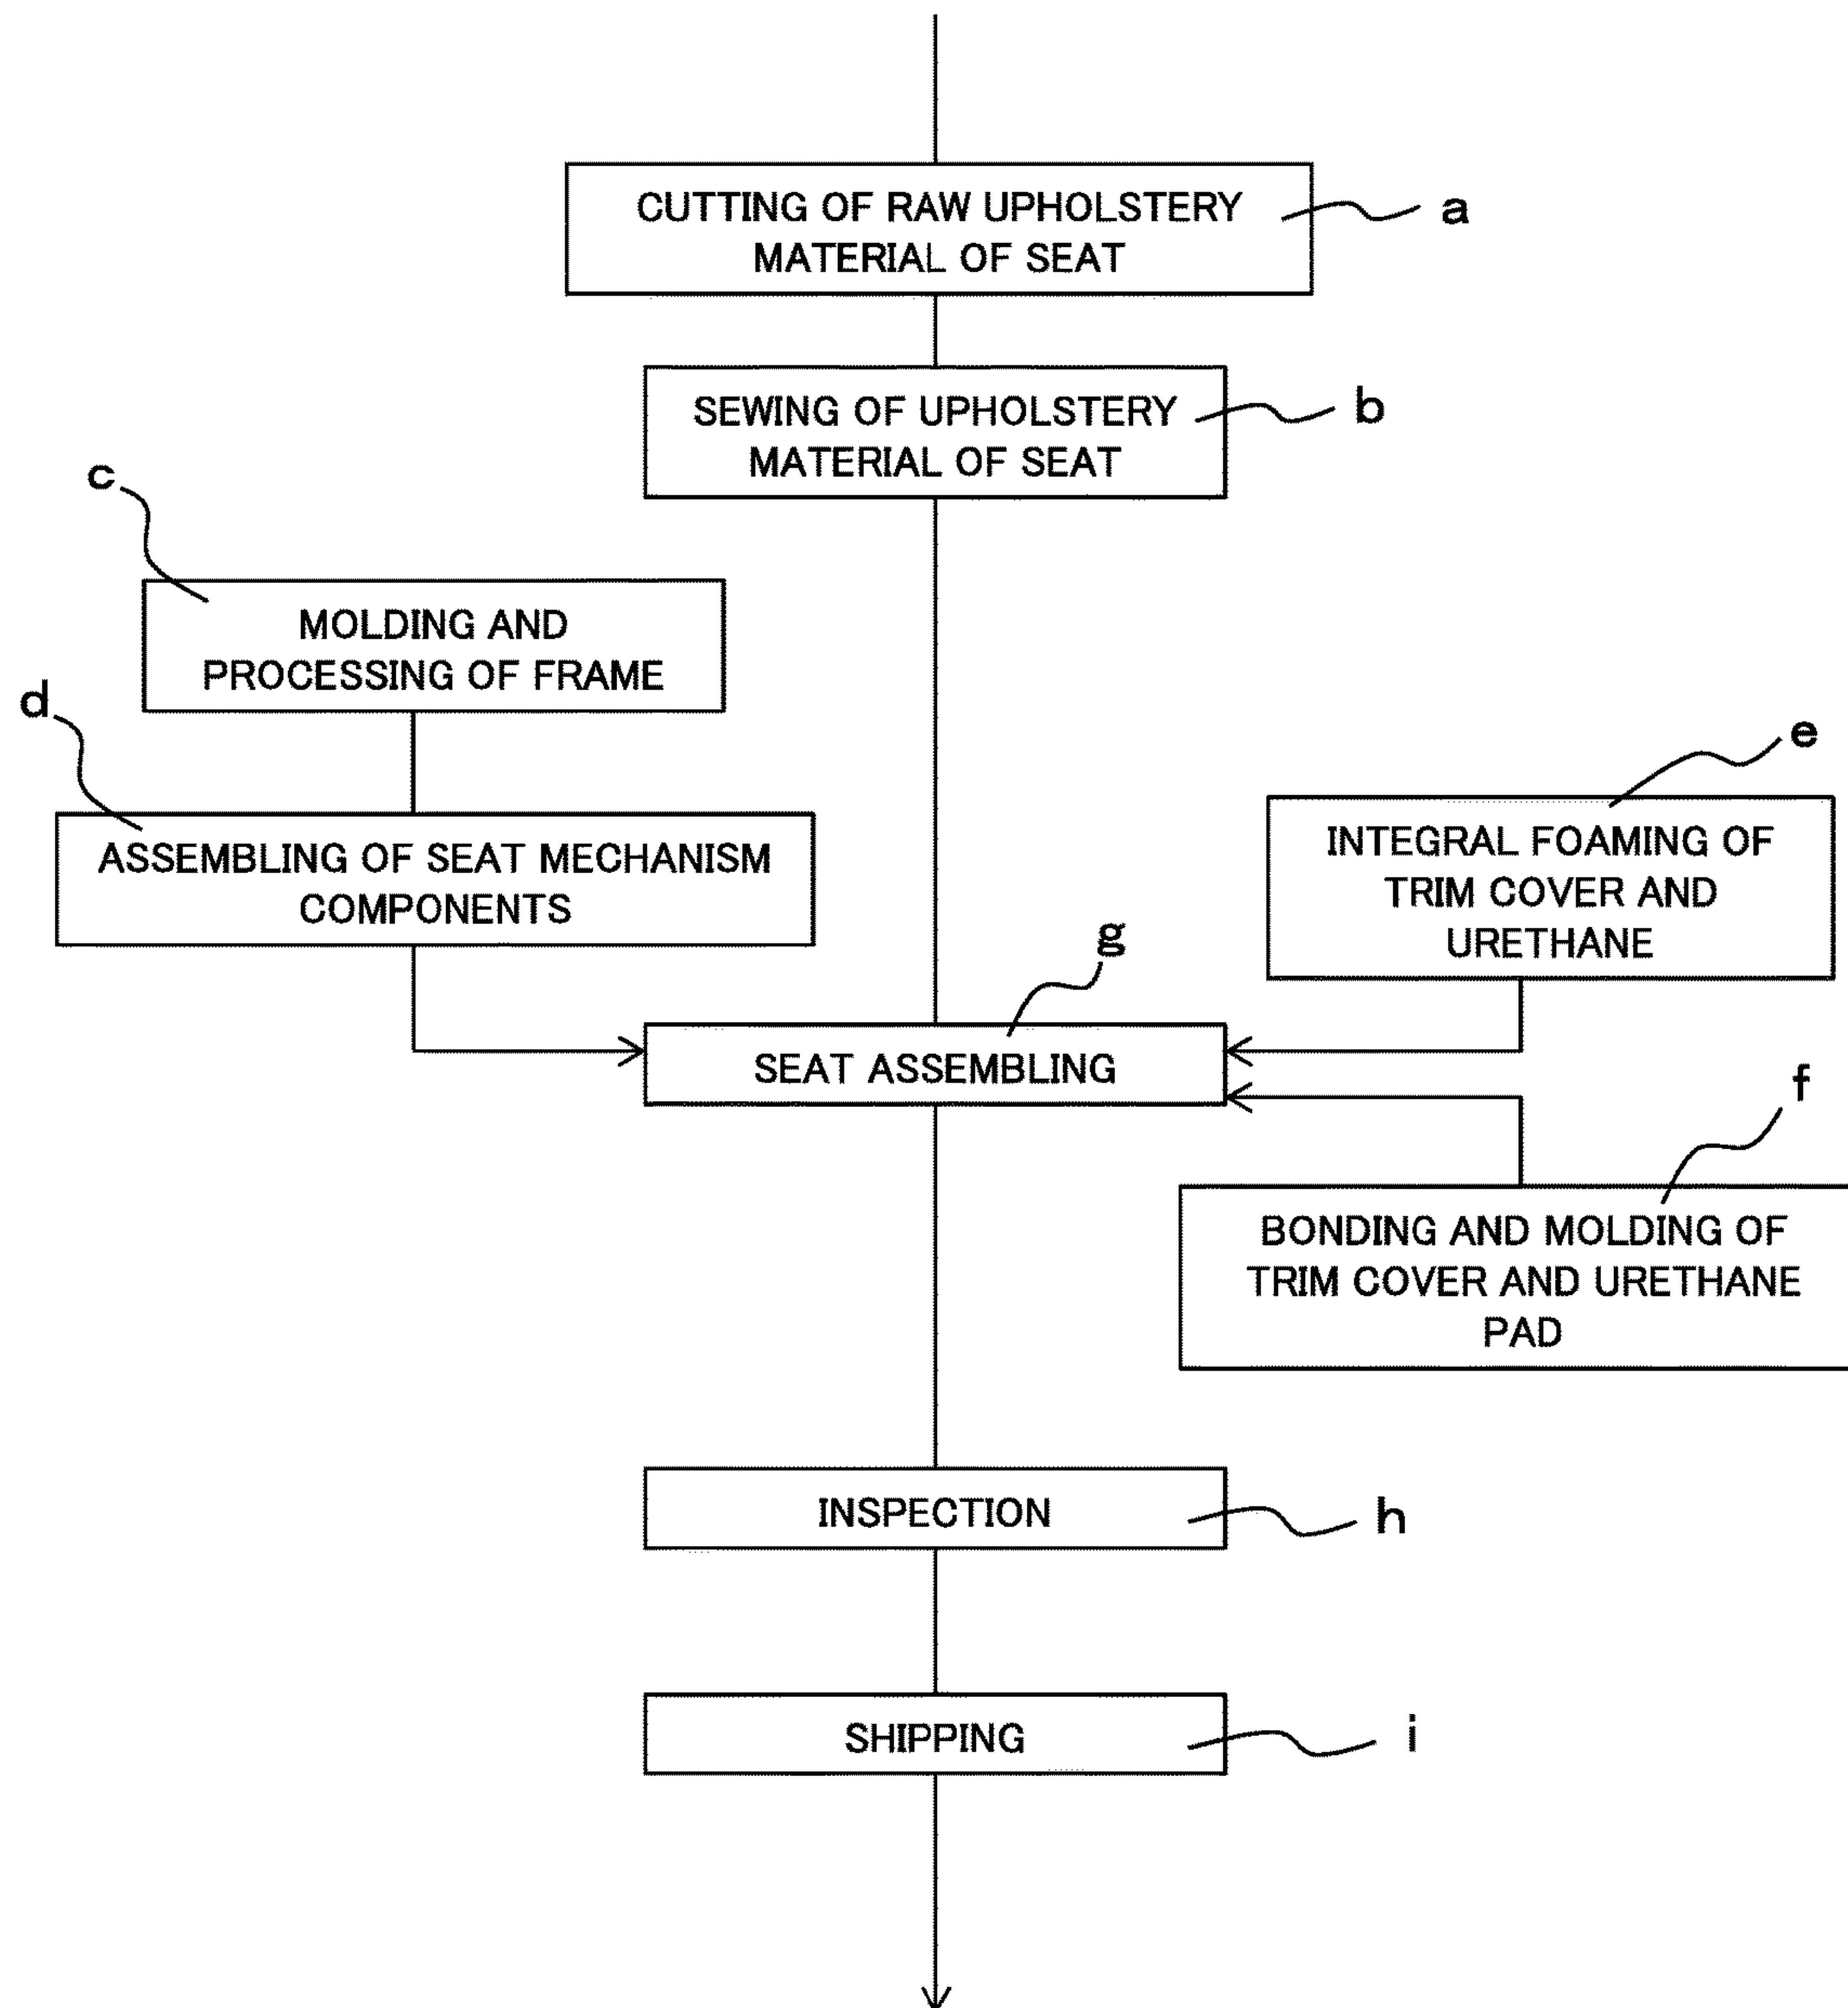 CUTTING OF RAW UPHOLSTERY
MATERIAL OF SEAT
a
SEWING OF UPHOLSTERY
MATERIAL OF SEAT
b
c
MOLDING AND
PROCESSING OF FRAME
d
ASSEMBLING OF SEAT MECHANISM
COMPONENTS
e
INTEGRAL FOAMING OF
TRIM COVER AND
URETHANE
g
SEAT ASSEMBLING
f
BONDING AND MOLDING OF
TRIM COVER AND URETHANE
PAD
INSPECTION
h
SHIPPING
i